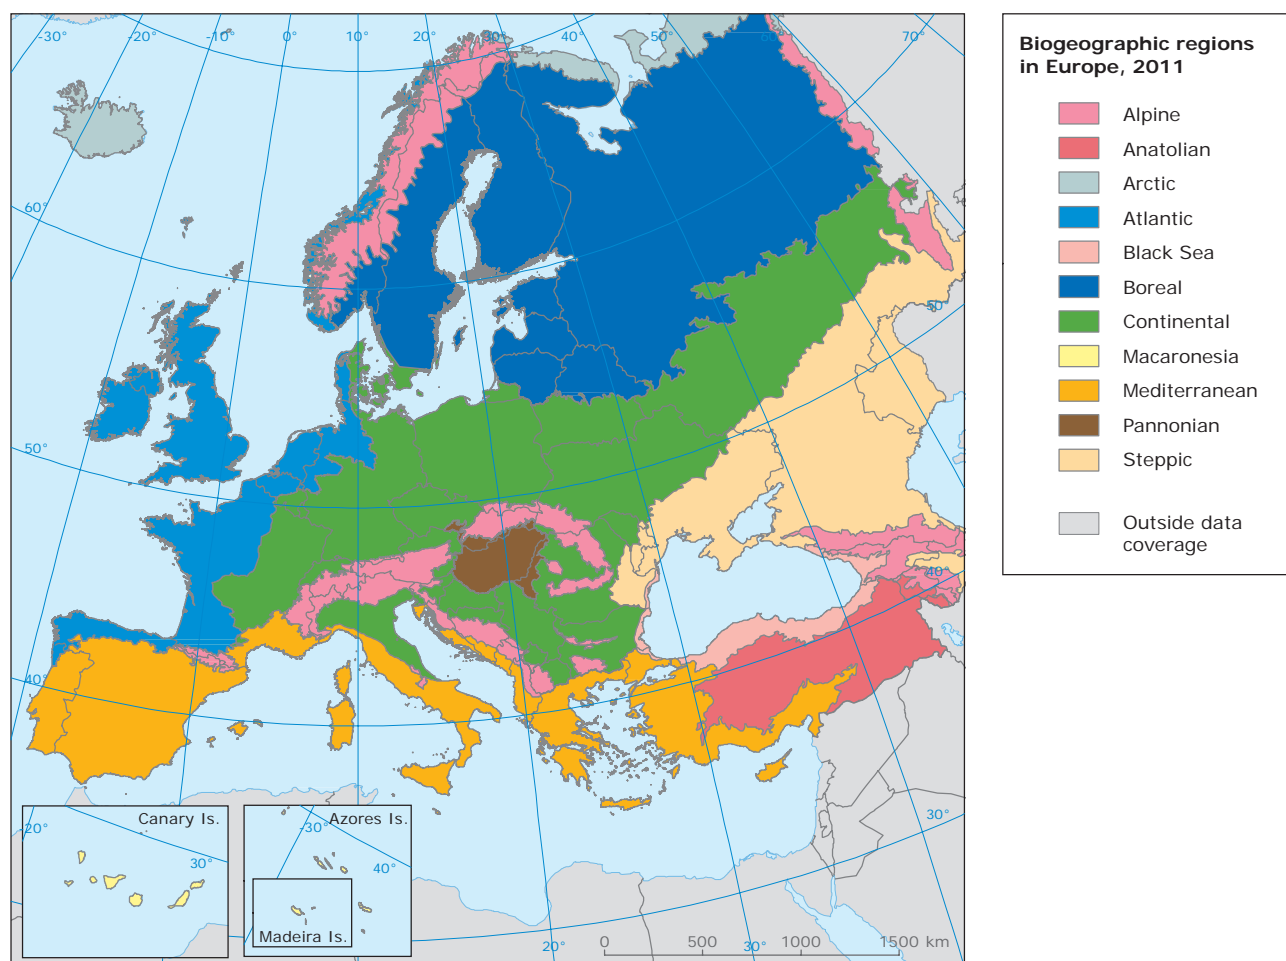 -30°
-20°
-10°
0°
10°
20°
30°
40°
50°
60°
70°
60°
50°
40°
50°
40°
30°
20°
30°
Canary Is.
-20°
30°
Azores Is.
-30°
40°
Madeira Is.
0
500
1000
1500 km
Biogeographic regions
in Europe, 2011
Alpine
Anatolian
Arctic
Atlantic
Black Sea
Boreal
Continental
Macaronesia
Mediterranean
Pannonian
Steppic
Outside data
coverage